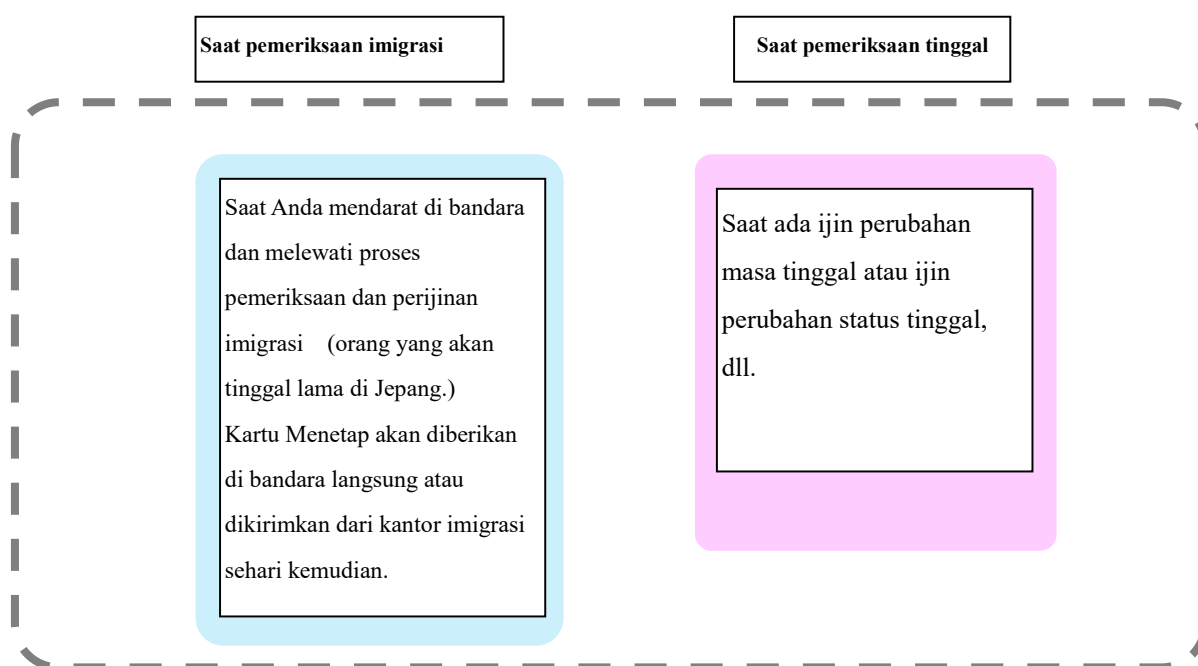 Saat pemeriksaan imigrasi
Saat pemeriksaan tinggal
Saat Anda mendarat di bandara
dan melewati proses
pemeriksaan dan perijinan
imigrasi (orang yang akan
tinggal lama di Jepang.)
Kartu Menetap akan diberikan
di bandara langsung atau
dikirimkan dari kantor imigrasi
sehari kemudian.
Saat ada ijin perubahan
masa tinggal atau ijin
perubahan status tinggal,
dll.